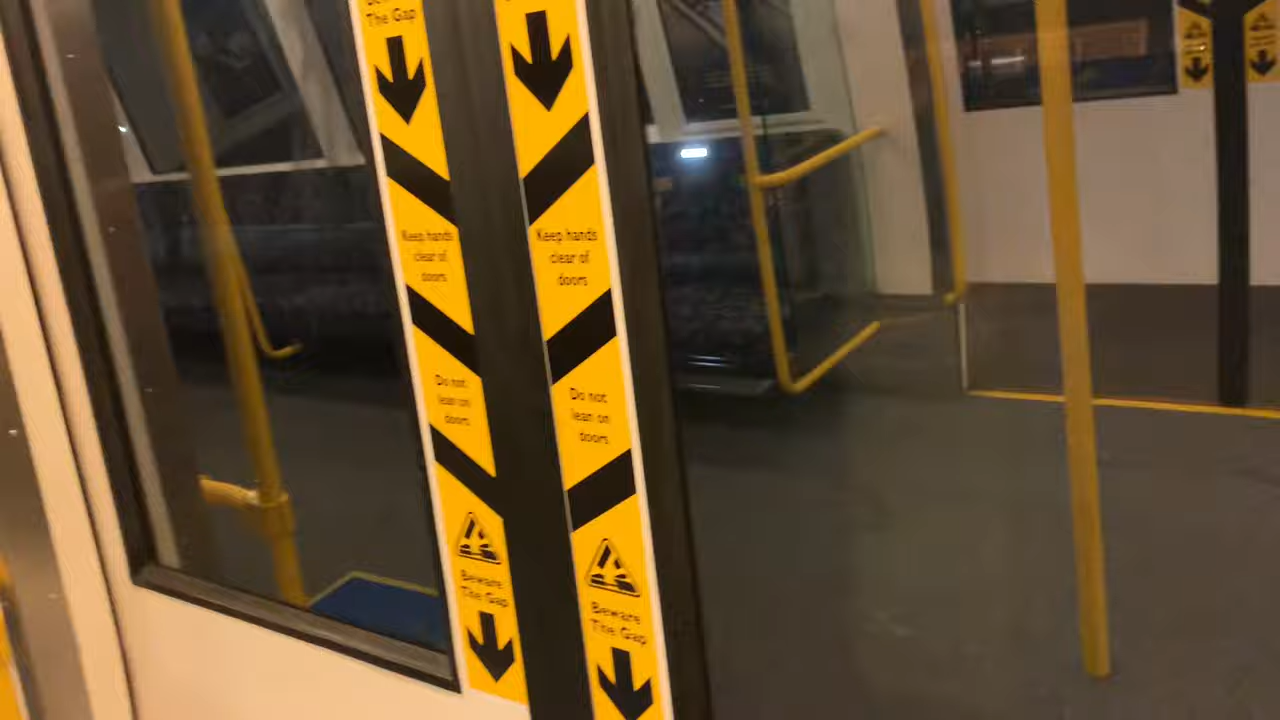 The Gap
Keep hands
clear of
doors
Do not
lean on
doors
Beware
The Gap
Keep hands
clear of
doors
Do not
lean on
doors
Beware
The Gap